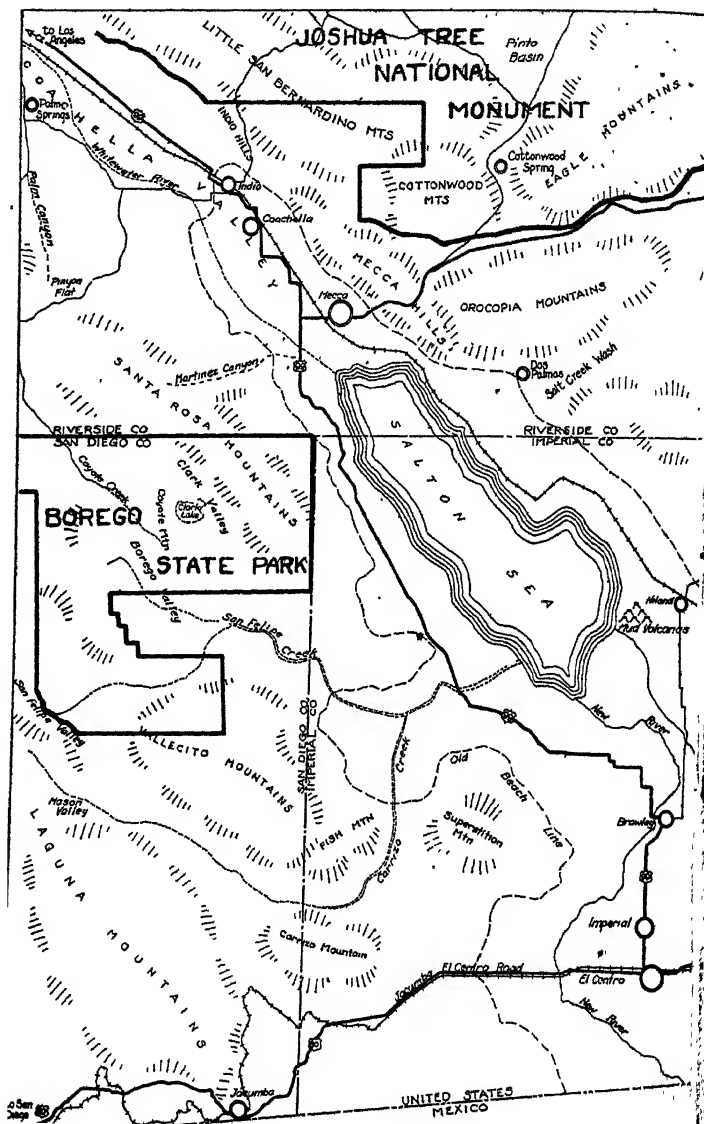 to Los
Angeles
JOSHUA TREE
NATIONAL
MONUMENT
Pinto
Basin
LITTLE SAN BERNARDINO MTS
Palm
Springs
COACHELLA VALLEY
INDIO HILLS
Whitewater River
Cottonwood
Spring
EAGLE MOUNTAINS
COTTONWOOD
MTS
Indio
Coachella
Palm Canyon
Pinyon
Flat
MECCA HILLS
Mecca
OROCOPIA MOUNTAINS
Martinez Canyon
Dos
Palmas
Salt Creek Wash
SANTA ROSA MOUNTAINS
RIVERSIDE CO
SAN DIEGO CO
RIVERSIDE CO
IMPERIAL CO
SALTON SEA
Coyote Creek
Clark Valley
Clark
Lake
Coyote Mtn
BOREGO
STATE PARK
Borego Valley
San Felipe Creek
Niland
Mud Volcanos
San Felipe Valley
VALLECITO MOUNTAINS
SAN DIEGO CO
IMPERIAL CO
New River
Old Beach Line
Mason
Valley
FISH MTN
Carrizo Creek
Superstition
Mtn
Brawley
LAGUNA MOUNTAINS
Carrizo Mountain
Imperial
Jacumba El Centro Road
El Centro
New River
Jacumba
to San
Diego
UNITED STATES
MEXICO